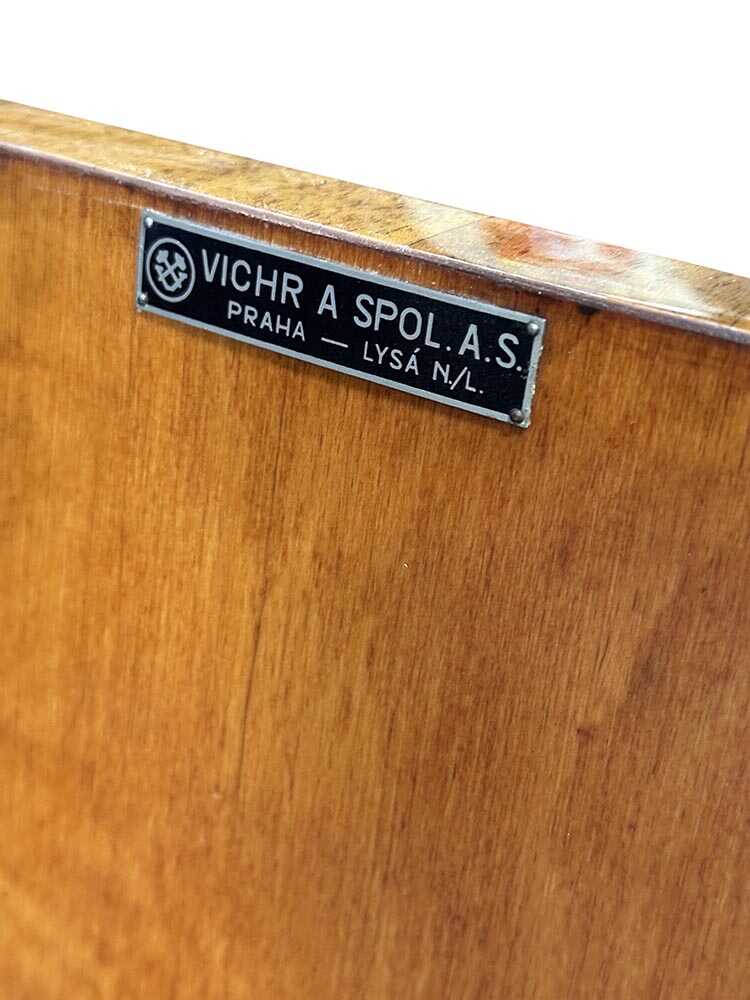 VICHR A SPOL. A.S.
PRAHA — LYSÁ N./L.